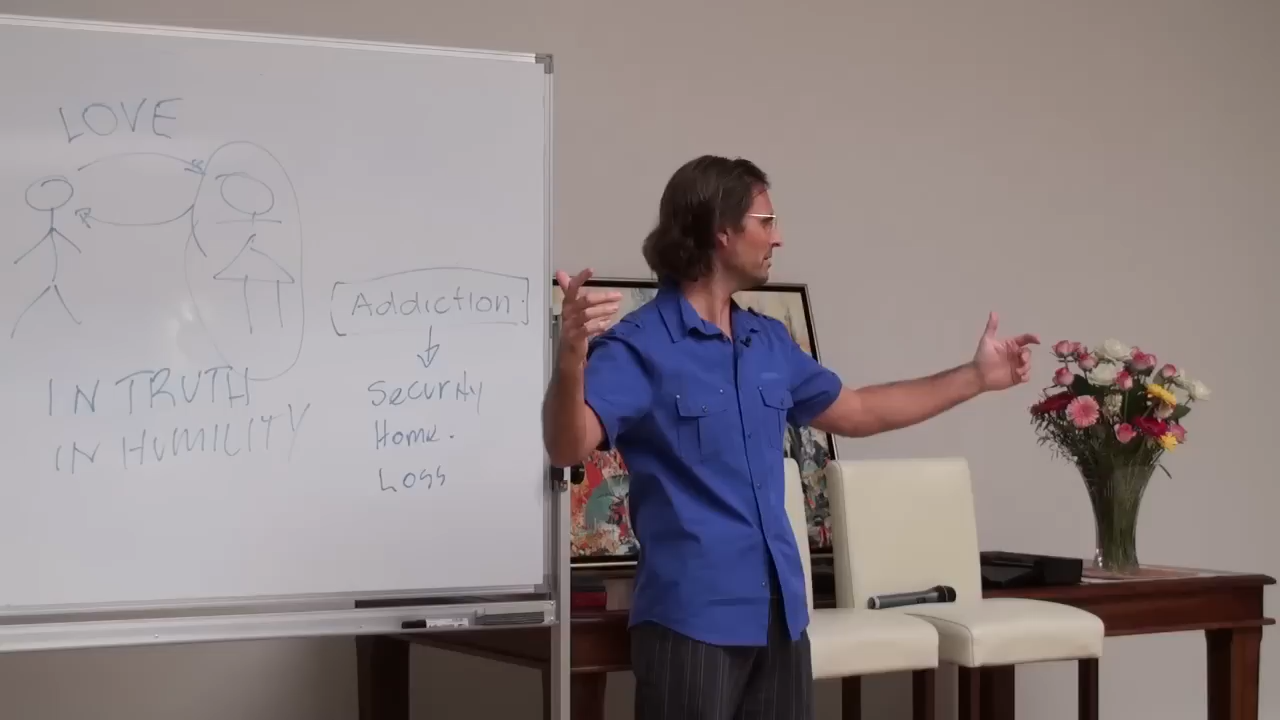 LOVE
IN TRUTH
IN HUMILITY
Addiction
Security
Home.
Loss